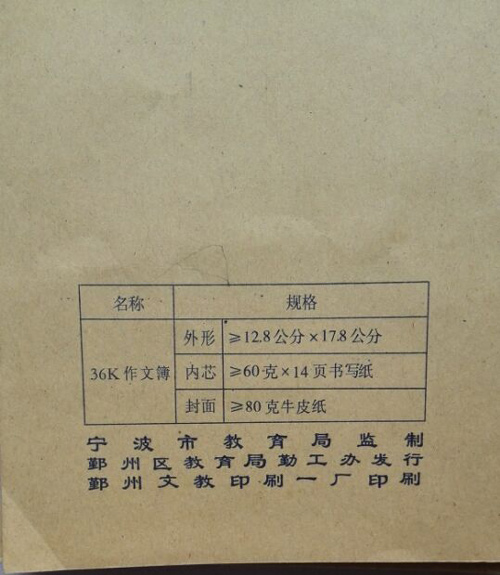 名称 规格
外形 ≥12.8公分×17.8公分
36K作文簿 内芯 ≥60克×14页书写纸
封面 ≥80克牛皮纸
宁波市教育局监制
鄞州区教育局勤工办发行
鄞州文教印刷一厂印刷